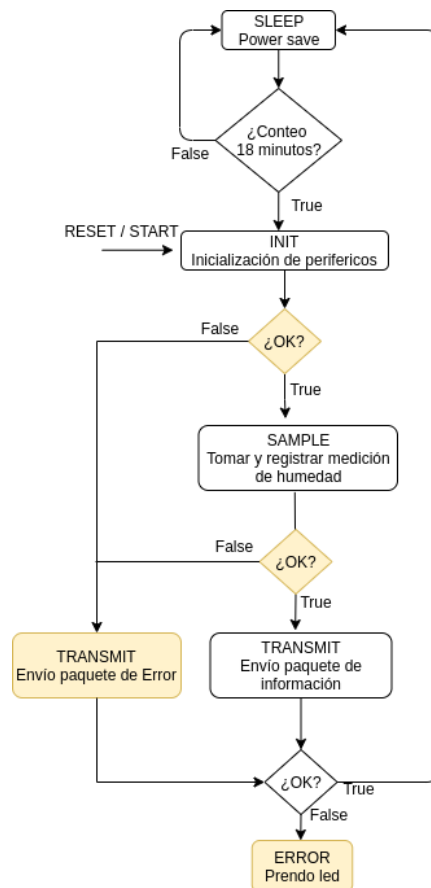 SLEEP
Power save
¿Conteo
18 minutos?
False
True
RESET / START
INIT
Inicialización de perifericos
False
¿OK?
True
SAMPLE
Tomar y registrar medición
de humedad
False
¿OK?
True
TRANSMIT
Envío paquete de Error
TRANSMIT
Envío paquete de
información
¿OK?
True
False
ERROR
Prendo led